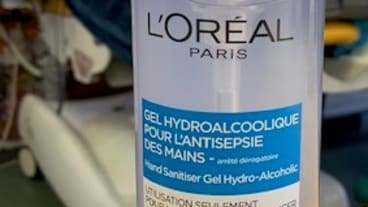 L'ORÉAL
PARIS
GEL HYDROALCOOLIQUE
POUR L'ANTISEPSIE
DES MAINS - arrêté dérogatoire
Hand Sanitiser Gel Hydro-Alcoholic
UTILISATION SEULEMENT